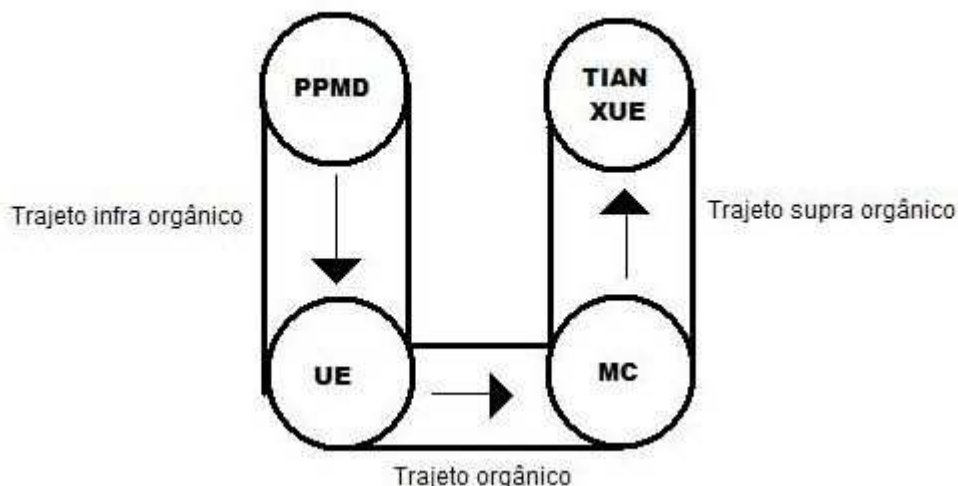 PPMD
TIAN
XUE
Trajeto infra orgânico
Trajeto supra orgânico
UE
MC
Trajeto orgânico